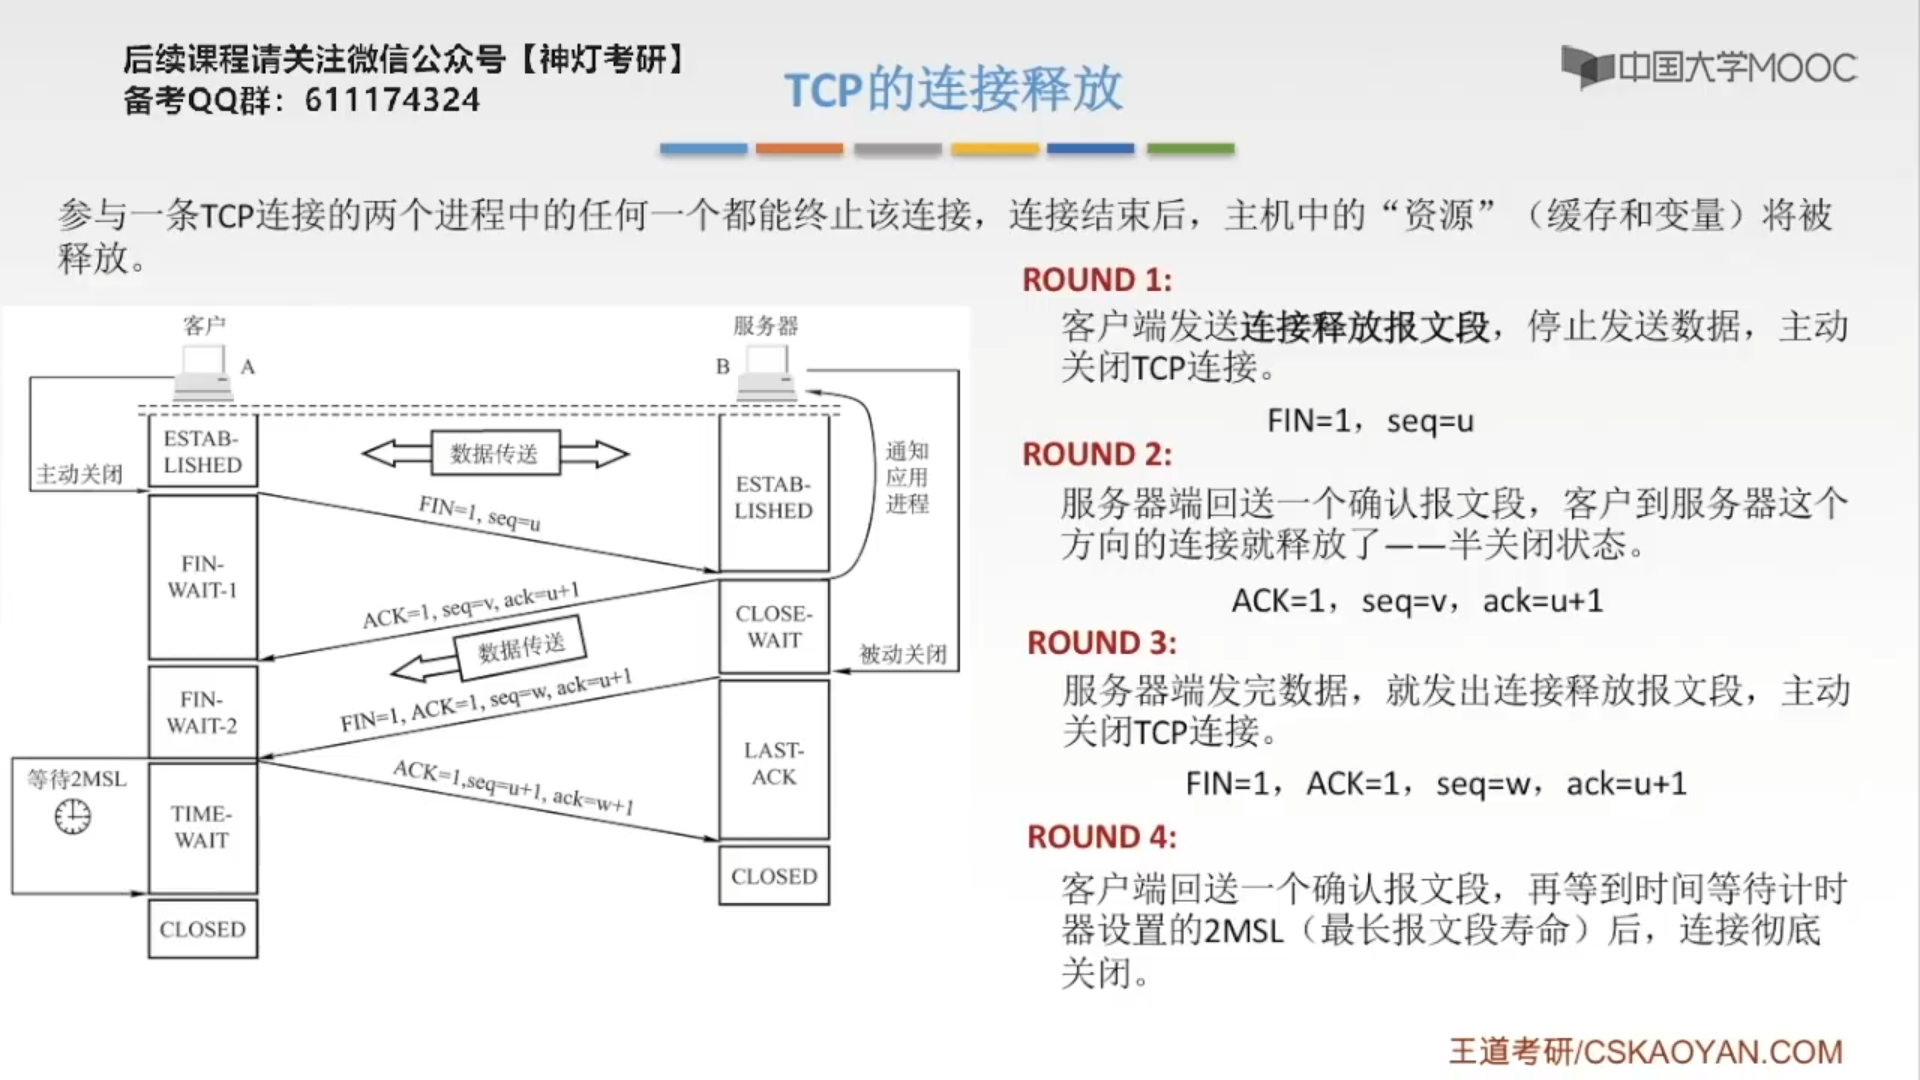 后续课程请关注微信公众号【神灯考研】
备考QQ群：611174324
TCP的连接释放
中国大学MOOC
参与一条TCP连接的两个进程中的任何一个都能终止该连接，连接结束后，主机中的“资源”（缓存和变量）将被
释放。
客户
A
服务器
B
主动关闭
ESTAB-
LISHED
数据传送
ESTAB-
LISHED
通知
应用
进程
FIN=1, seq=u
FIN-
WAIT-1
ACK=1, seq=v, ack=u+1
CLOSE-
WAIT
数据传送
被动关闭
FIN-
WAIT-2
FIN=1, ACK=1, seq=w, ack=u+1
等待2MSL
TIME-
WAIT
ACK=1,seq=u+1, ack=w+1
LAST-
ACK
CLOSED
CLOSED
ROUND 1:
客户端发送连接释放报文段，停止发送数据，主动
关闭TCP连接。
FIN=1，seq=u
ROUND 2:
服务器端回送一个确认报文段，客户到服务器这个
方向的连接就释放了——半关闭状态。
ACK=1，seq=v，ack=u+1
ROUND 3:
服务器端发完数据，就发出连接释放报文段，主动
关闭TCP连接。
FIN=1，ACK=1，seq=w，ack=u+1
ROUND 4:
客户端回送一个确认报文段，再等到时间等待计时
器设置的2MSL（最长报文段寿命）后，连接彻底
关闭。
王道考研/CSKAOYAN.COM